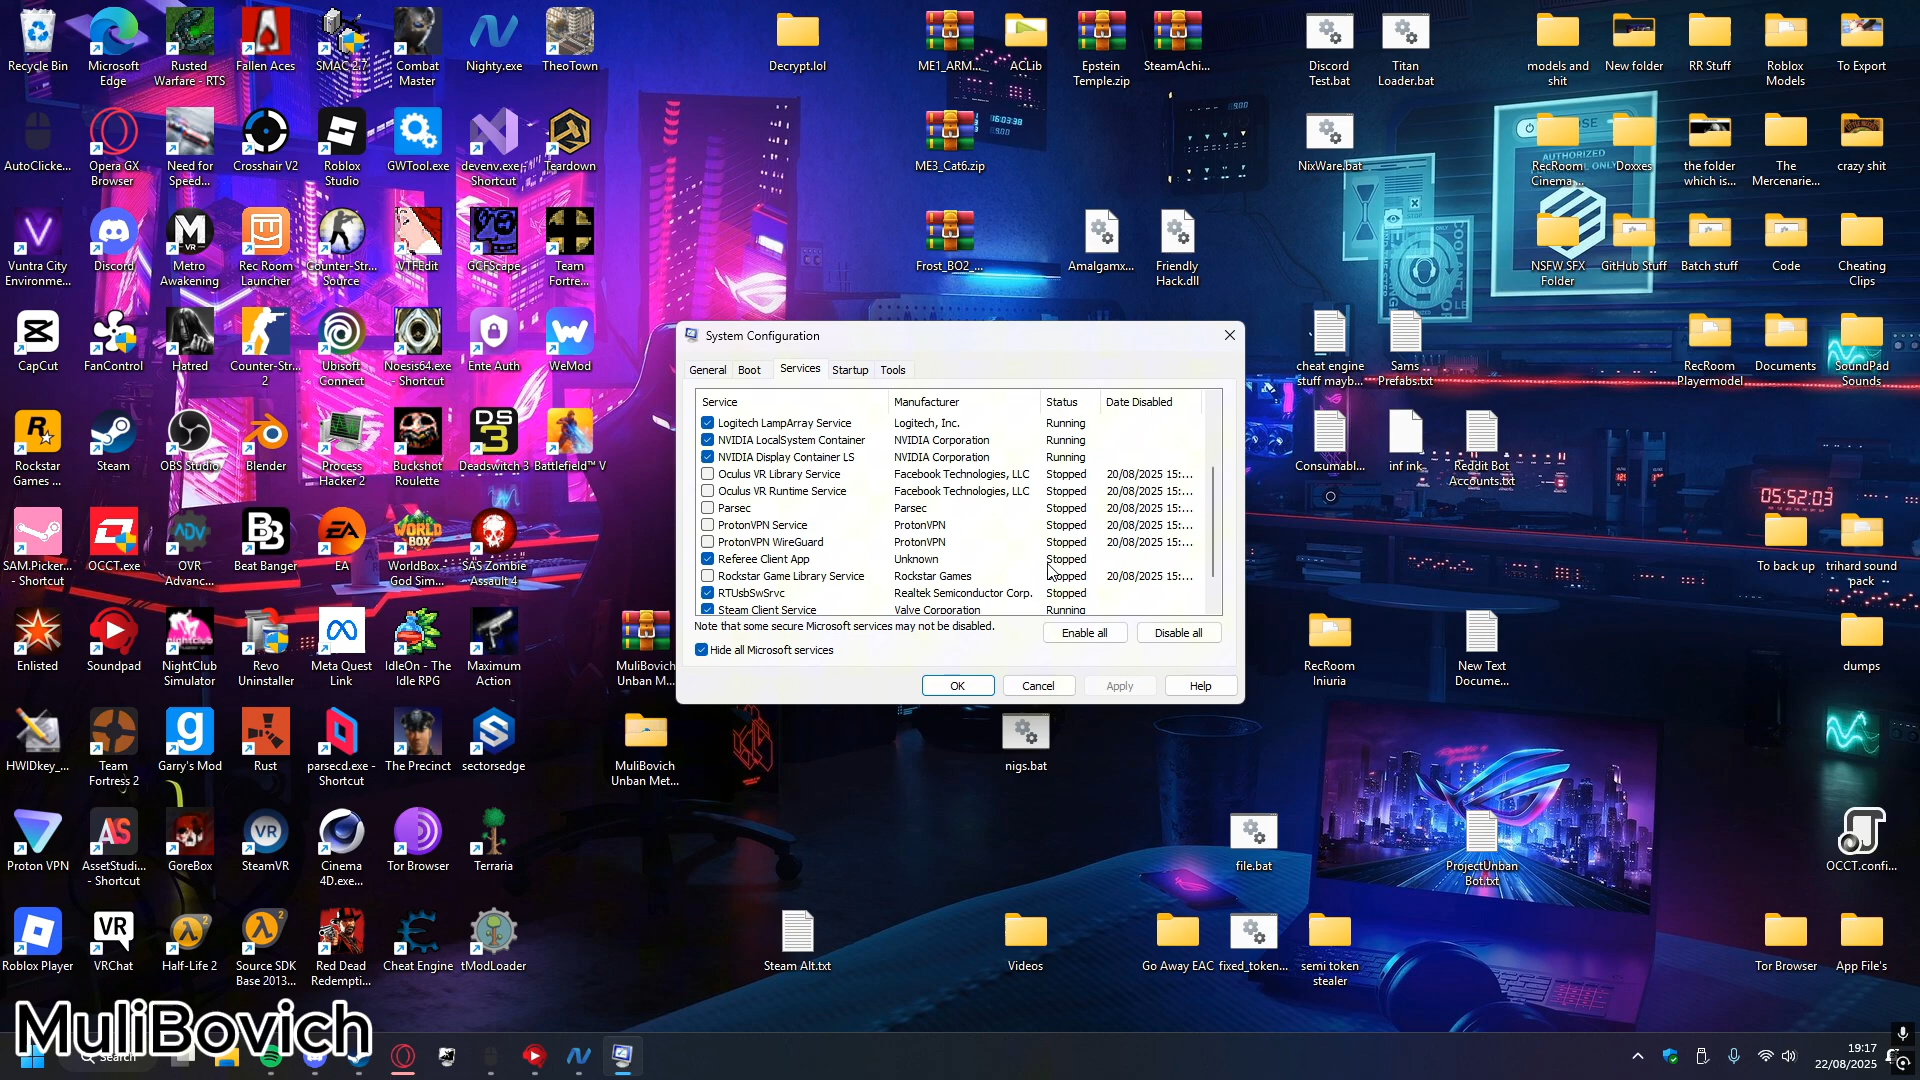 Recycle Bin
Microsoft
Edge
Rusted
Warfare - RTS
Fallen Aces
SMAC 2.7
Combat
Master
Nighty.exe
TheoTown
Decrypt.lol
ME1_ARM...
ACLib
Epstein
Temple.zip
SteamAchi...
Discord
Test.bat
Titan
Loader.bat
models and
shit
New folder
RR Stuff
Roblox
Models
To Export
AutoClicke...
Opera GX
Browser
Need for
Speed...
Crosshair V2
Roblox
Studio
GWTool.exe
devenv.exe -
Shortcut
Teardown
ME3_Cat6.zip
NixWare.bat
RecRoom
Cinema ...
Doxxes
the folder
which is...
The
Mercenarie...
crazy shit
Vuntra City
Environme...
Discord
Metro
Awakening
Rec Room
Launcher
Counter-Str...
Source
VTFEdit
GCFScape
Team
Fortre...
Frost_BO2_...
Amalgamx...
Friendly
Hack.dll
NSFW SFX
Folder
GitHub Stuff
Batch stuff
Code
Cheating
Clips
CapCut
FanControl
Hatred
Counter-Str...
2
Ubisoft
Connect
Noesis64.exe
- Shortcut
Ente Auth
WeMod
cheat engine
stuff mayb...
Sams
Prefabs.txt
RecRoom
Playermodel
Documents
SoundPad
Sounds
Rockstar
Games ...
Steam
OBS Studio
Blender
Process
Hacker 2
Buckshot
Roulette
Deadswitch 3
Battlefield™ V
Consumabl...
inf ink
Reddit Bot
Accounts.txt
SAM.Picker...
- Shortcut
OCCT.exe
OVR
Advanc...
Beat Banger
EA
WorldBox -
God Sim...
SAS Zombie
Assault 4
To back up
trihard sound
pack
Enlisted
Soundpad
NightClub
Simulator
Revo
Uninstaller
Meta Quest
Link
IdleOn - The
Idle RPG
Maximum
Action
MuliBovich
Unban M...
RecRoom
Iniuria
New Text
Docume...
dumps
HWIDkey_...
Team
Fortress 2
Garry's Mod
Rust
parsecd.exe -
Shortcut
The Precinct
sectorsedge
MuliBovich
Unban Met...
nigs.bat
Proton VPN
AssetStudi...
- Shortcut
GoreBox
SteamVR
Cinema
4D.exe...
Tor Browser
Terraria
file.bat
ProjectUnban
Bot.txt
OCCT.confi...
Roblox Player
VRChat
Half-Life 2
Source SDK
Base 2013...
Red Dead
Redempti...
Cheat Engine
tModLoader
Steam Alt.txt
Videos
Go Away EAC
fixed_token...
semi token
stealer
Tor Browser
App File's
System Configuration
General Boot Services Startup Tools
Service Manufacturer Status Date Disabled
Logitech LampArray Service Logitech, Inc. Running
NVIDIA LocalSystem Container NVIDIA Corporation Running
NVIDIA Display Container LS NVIDIA Corporation Running
Oculus VR Library Service Facebook Technologies, LLC Stopped 20/08/2025 15:...
Oculus VR Runtime Service Facebook Technologies, LLC Stopped 20/08/2025 15:...
Parsec Parsec Stopped 20/08/2025 15:...
ProtonVPN Service ProtonVPN Stopped 20/08/2025 15:...
ProtonVPN WireGuard ProtonVPN Stopped 20/08/2025 15:...
Referee Client App Unknown Stopped
Rockstar Game Library Service Rockstar Games Stopped 20/08/2025 15:...
RTUsbSwSrvc Realtek Semiconductor Corp. Stopped
Steam Client Service Valve Corporation Running
Note that some secure Microsoft services may not be disabled.
Enable all Disable all
Hide all Microsoft services
OK Cancel Apply Help
AUTHORIZED
05:52:03
16:03:38
MuliBovich
Search
19:17
22/08/2025